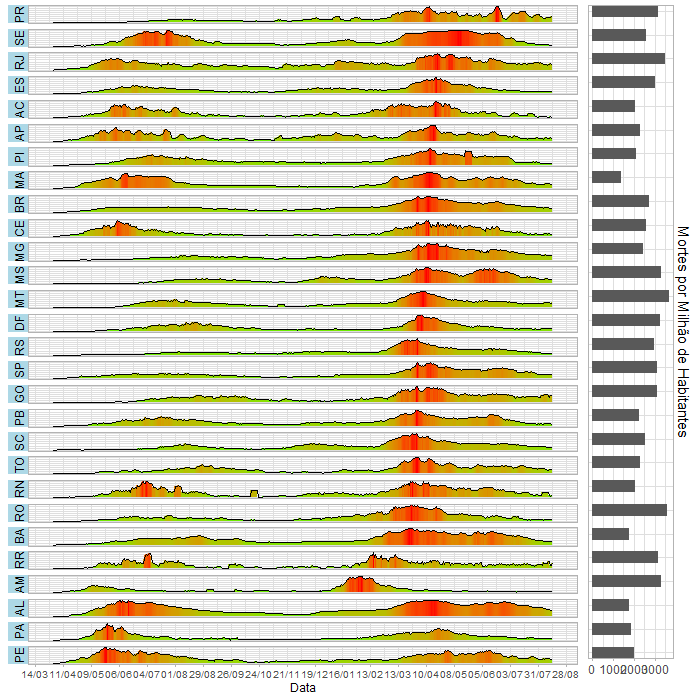 PR
SE
RJ
ES
AC
AP
PI
MA
BR
CE
MG
MS
MT
DF
RS
SP
GO
PB
SC
TO
RN
RO
BA
RR
AM
AL
PA
PE
14/03 11/04 09/05 06/06 04/07 01/08 29/08 26/09 24/10 21/11 19/12 16/01 13/02 13/03 10/04 08/05 05/06 03/07 31/07 28/08
Data
0 1000 2000 3000
Mortes por Milhão de Habitantes